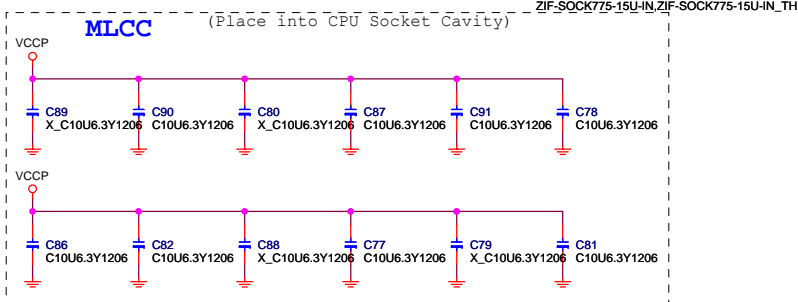 ZIF-SOCK775-15U-IN,ZIF-SOCK775-15U-IN_TH
MLCC (Place into CPU Socket Cavity)
VCCP
C89 C90 C80 C87 C91 C78
X_C10U6.3Y1206 C10U6.3Y1206 X_C10U6.3Y1206 C10U6.3Y1206 C10U6.3Y1206 C10U6.3Y1206
VCCP
C86 C82 C88 C77 C79 C81
C10U6.3Y1206 C10U6.3Y1206 X_C10U6.3Y1206 C10U6.3Y1206 X_C10U6.3Y1206 C10U6.3Y1206